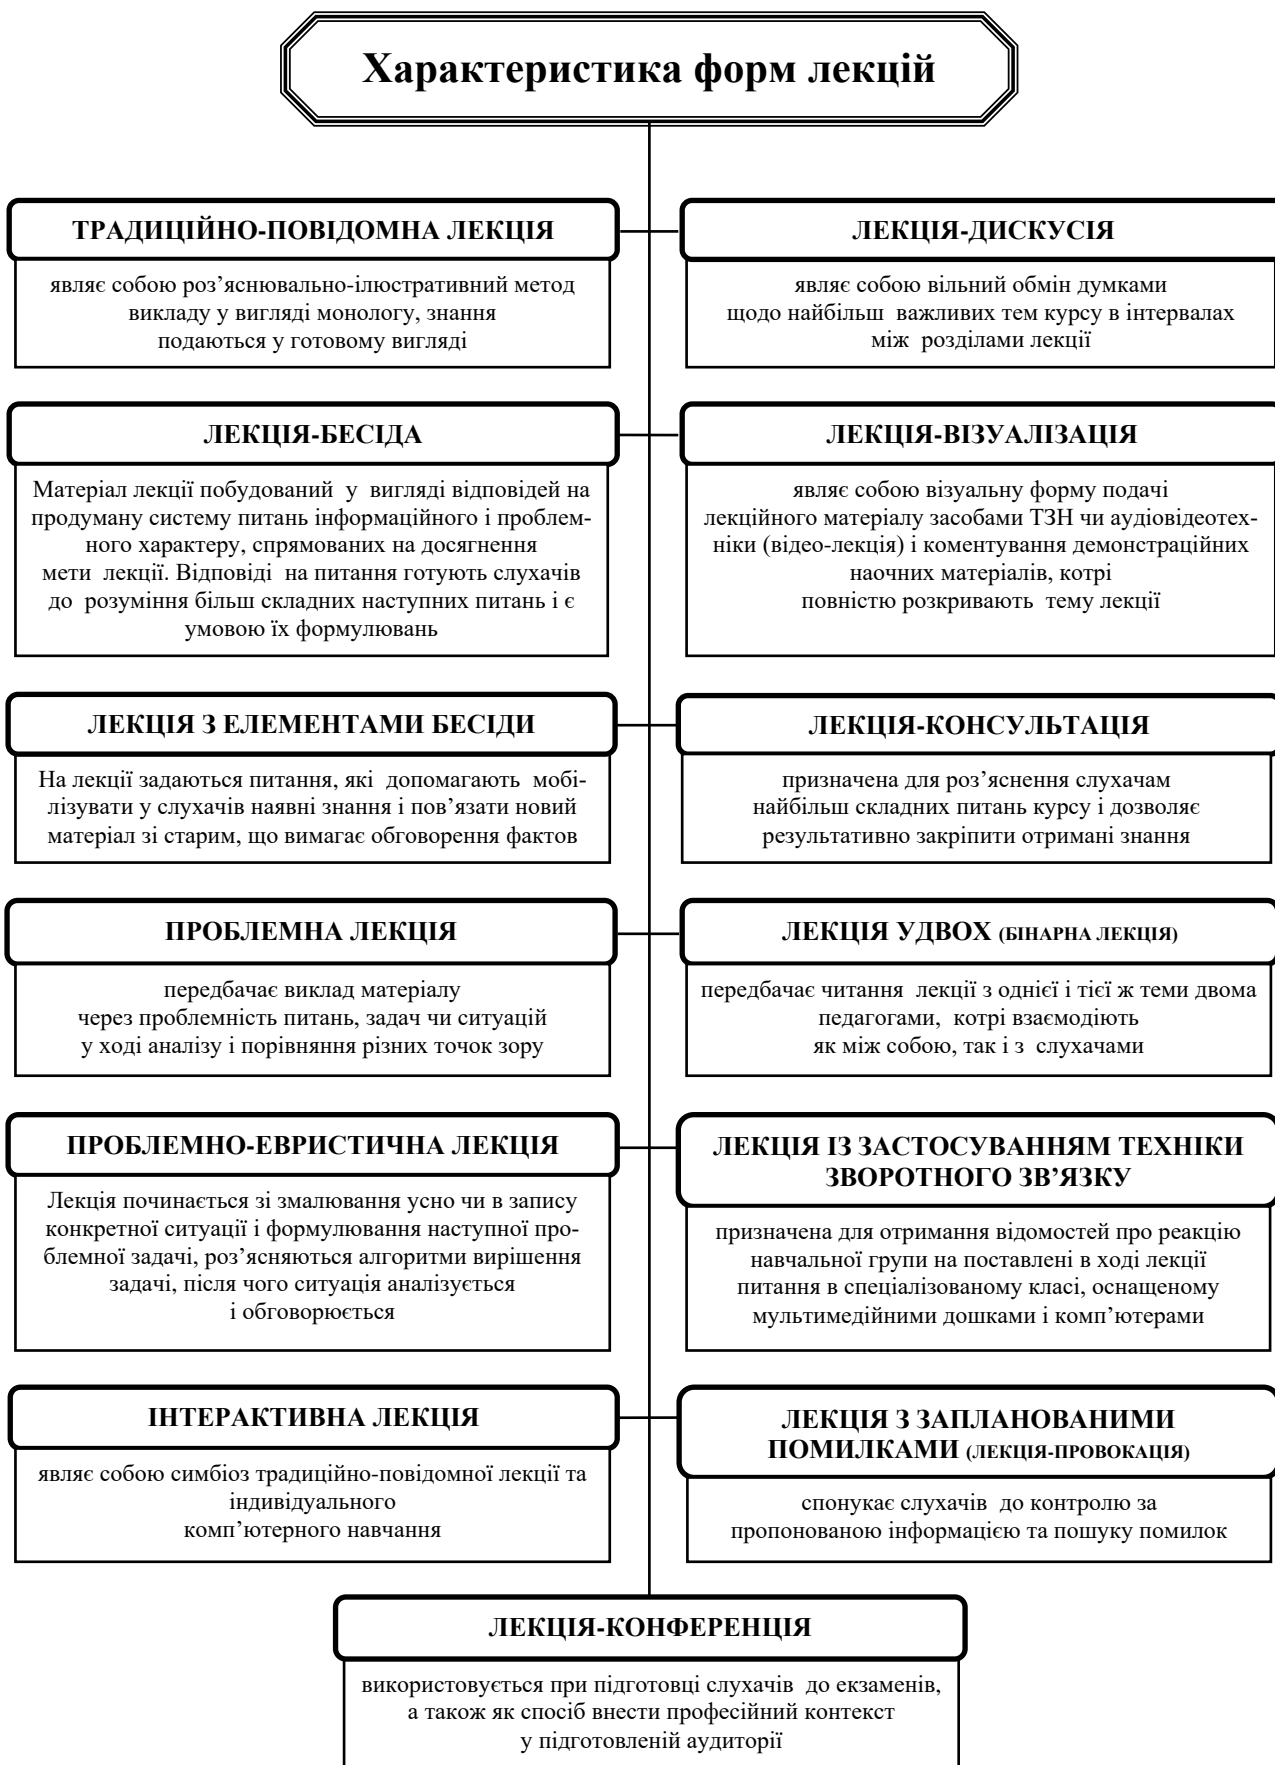 Характеристика форм лекцій
ТРАДИЦІЙНО-ПОВІДОМНА ЛЕКЦІЯ
являє собою роз’яснювально-ілюстративний метод
викладу у вигляді монологу, знання
подаються у готовому вигляді
ЛЕКЦІЯ-ДИСКУСІЯ
являє собою вільний обмін думками
щодо найбільш важливих тем курсу в інтервалах
між розділами лекції
ЛЕКЦІЯ-БЕСІДА
Матеріал лекції побудований у вигляді відповідей на
продуману систему питань інформаційного і проблем-
ного характеру, спрямованих на досягнення
мети лекції. Відповіді на питання готують слухачів
до розуміння більш складних наступних питань і є
умовою їх формулювань
ЛЕКЦІЯ-ВІЗУАЛІЗАЦІЯ
являє собою візуальну форму подачі
лекційного матеріалу засобами ТЗН чи аудіовідеотех-
ніки (відео-лекція) і коментування демонстраційних
наочних матеріалів, котрі
повністю розкривають тему лекції
ЛЕКЦІЯ З ЕЛЕМЕНТАМИ БЕСІДИ
На лекції задаються питання, які допомагають мобі-
лізувати у слухачів наявні знання і пов’язати новий
матеріал зі старим, що вимагає обговорення фактов
ЛЕКЦІЯ-КОНСУЛЬТАЦІЯ
призначена для роз’яснення слухачам
найбільш складних питань курсу і дозволяє
результативно закріпити отримані знання
ПРОБЛЕМНА ЛЕКЦІЯ
передбачає виклад матеріалу
через проблемність питань, задач чи ситуацій
у ході аналізу і порівняння різних точок зору
ЛЕКЦІЯ УДВОХ (БІНАРНА ЛЕКЦІЯ)
передбачає читання лекції з однієї і тієї ж теми двома
педагогами, котрі взаємодіють
як між собою, так і з слухачами
ПРОБЛЕМНО-ЕВРИСТИЧНА ЛЕКЦІЯ
Лекція починається зі змалювання усно чи в запису
конкретної ситуації і формулювання наступної про-
блемної задачі, роз’ясняються алгоритми вирішення
задачі, після чого ситуація аналізується
і обговорюється
ЛЕКЦІЯ ІЗ ЗАСТОСУВАННЯМ ТЕХНІКИ
ЗВОРОТНОГО ЗВ’ЯЗКУ
призначена для отримання відомостей про реакцію
навчальної групи на поставлені в ході лекції
питання в спеціалізованому класі, оснащеному
мультимедійними дошками і комп’ютерами
ІНТЕРАКТИВНА ЛЕКЦІЯ
являє собою симбіоз традиційно-повідомної лекції та
індивідуального
комп’ютерного навчання
ЛЕКЦІЯ З ЗАПЛАНОВАНИМИ
ПОМИЛКАМИ (ЛЕКЦІЯ-ПРОВОКАЦІЯ)
спонукає слухачів до контролю за
пропонованою інформацією та пошуку помилок
ЛЕКЦІЯ-КОНФЕРЕНЦІЯ
використовується при підготовці слухачів до екзаменів,
а також як спосіб внести професійний контекст
у підготовленій аудиторії